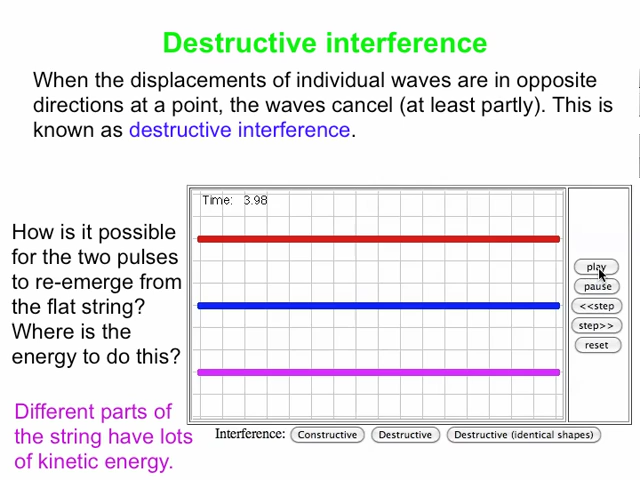 Destructive interference
When the displacements of individual waves are in opposite
directions at a point, the waves cancel (at least partly). This is
known as destructive interference.
Time: 3.98
How is it possible
for the two pulses
to re-emerge from
the flat string?
Where is the
energy to do this?
Different parts of
the string have lots
of kinetic energy.
play
pause
<<step
step>>
reset
Interference: Constructive Destructive Destructive (identical shapes)